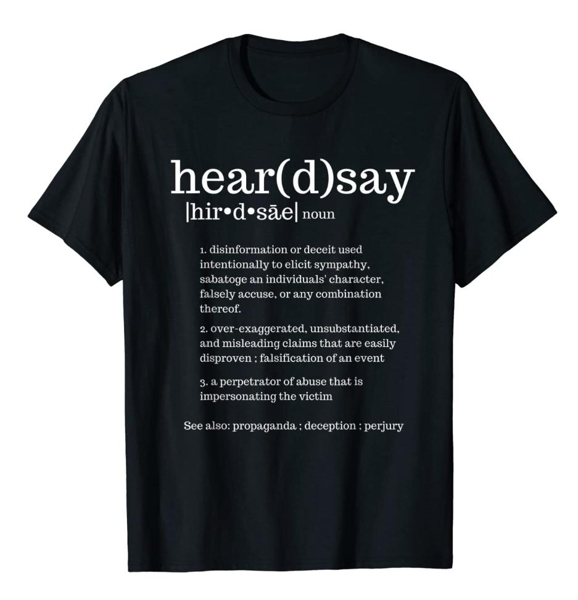 hear(d)say
|hir•d•sāe| noun
1. disinformation or deceit used
intentionally to elicit sympathy,
sabatoge an individuals' character,
falsely accuse, or any combination
thereof.
2. over-exaggerated, unsubstantiated,
and misleading claims that are easily
disproven ; falsification of an event
3. a perpetrator of abuse that is
impersonating the victim
See also: propaganda ; deception ; perjury